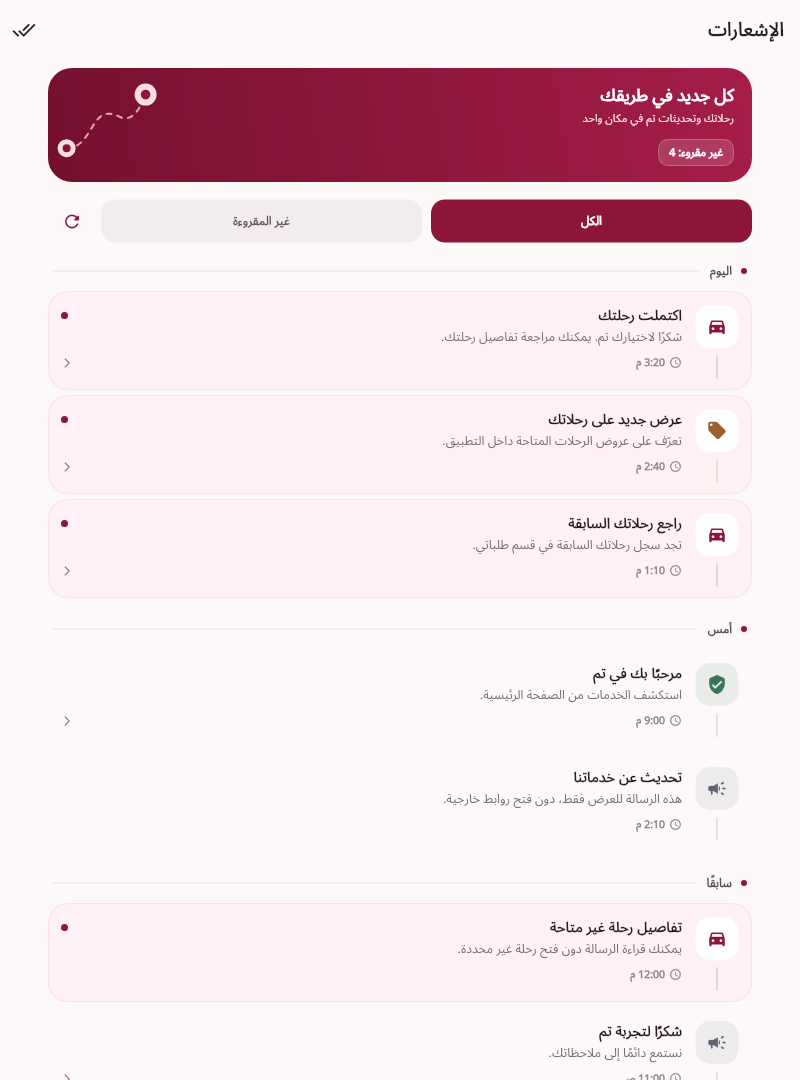 الإشعارات
كل جديد في طريقك
رحلاتك وتحديثات تم في مكان واحد
غير مقروء: 4
الكل
غير المقروءة
اليوم
اكتملت رحلتك
شكرًا لاختيارك تم. يمكنك مراجعة تفاصيل رحلتك.
3:20 م
عرض جديد على رحلاتك
تعرّف على عروض الرحلات المتاحة داخل التطبيق.
2:40 م
راجع رحلاتك السابقة
تجد سجل رحلاتك السابقة في قسم طلباتي.
1:10 م
أمس
مرحبًا بك في تم
استكشف الخدمات من الصفحة الرئيسية.
9:00 م
تحديث عن خدماتنا
هذه الرسالة للعرض فقط، دون فتح روابط خارجية.
2:10 م
سابقًا
تفاصيل رحلة غير متاحة
يمكنك قراءة الرسالة دون فتح رحلة غير محددة.
12:00 م
شكرًا لتجربة تم
نستمع دائمًا إلى ملاحظاتك.
11:00